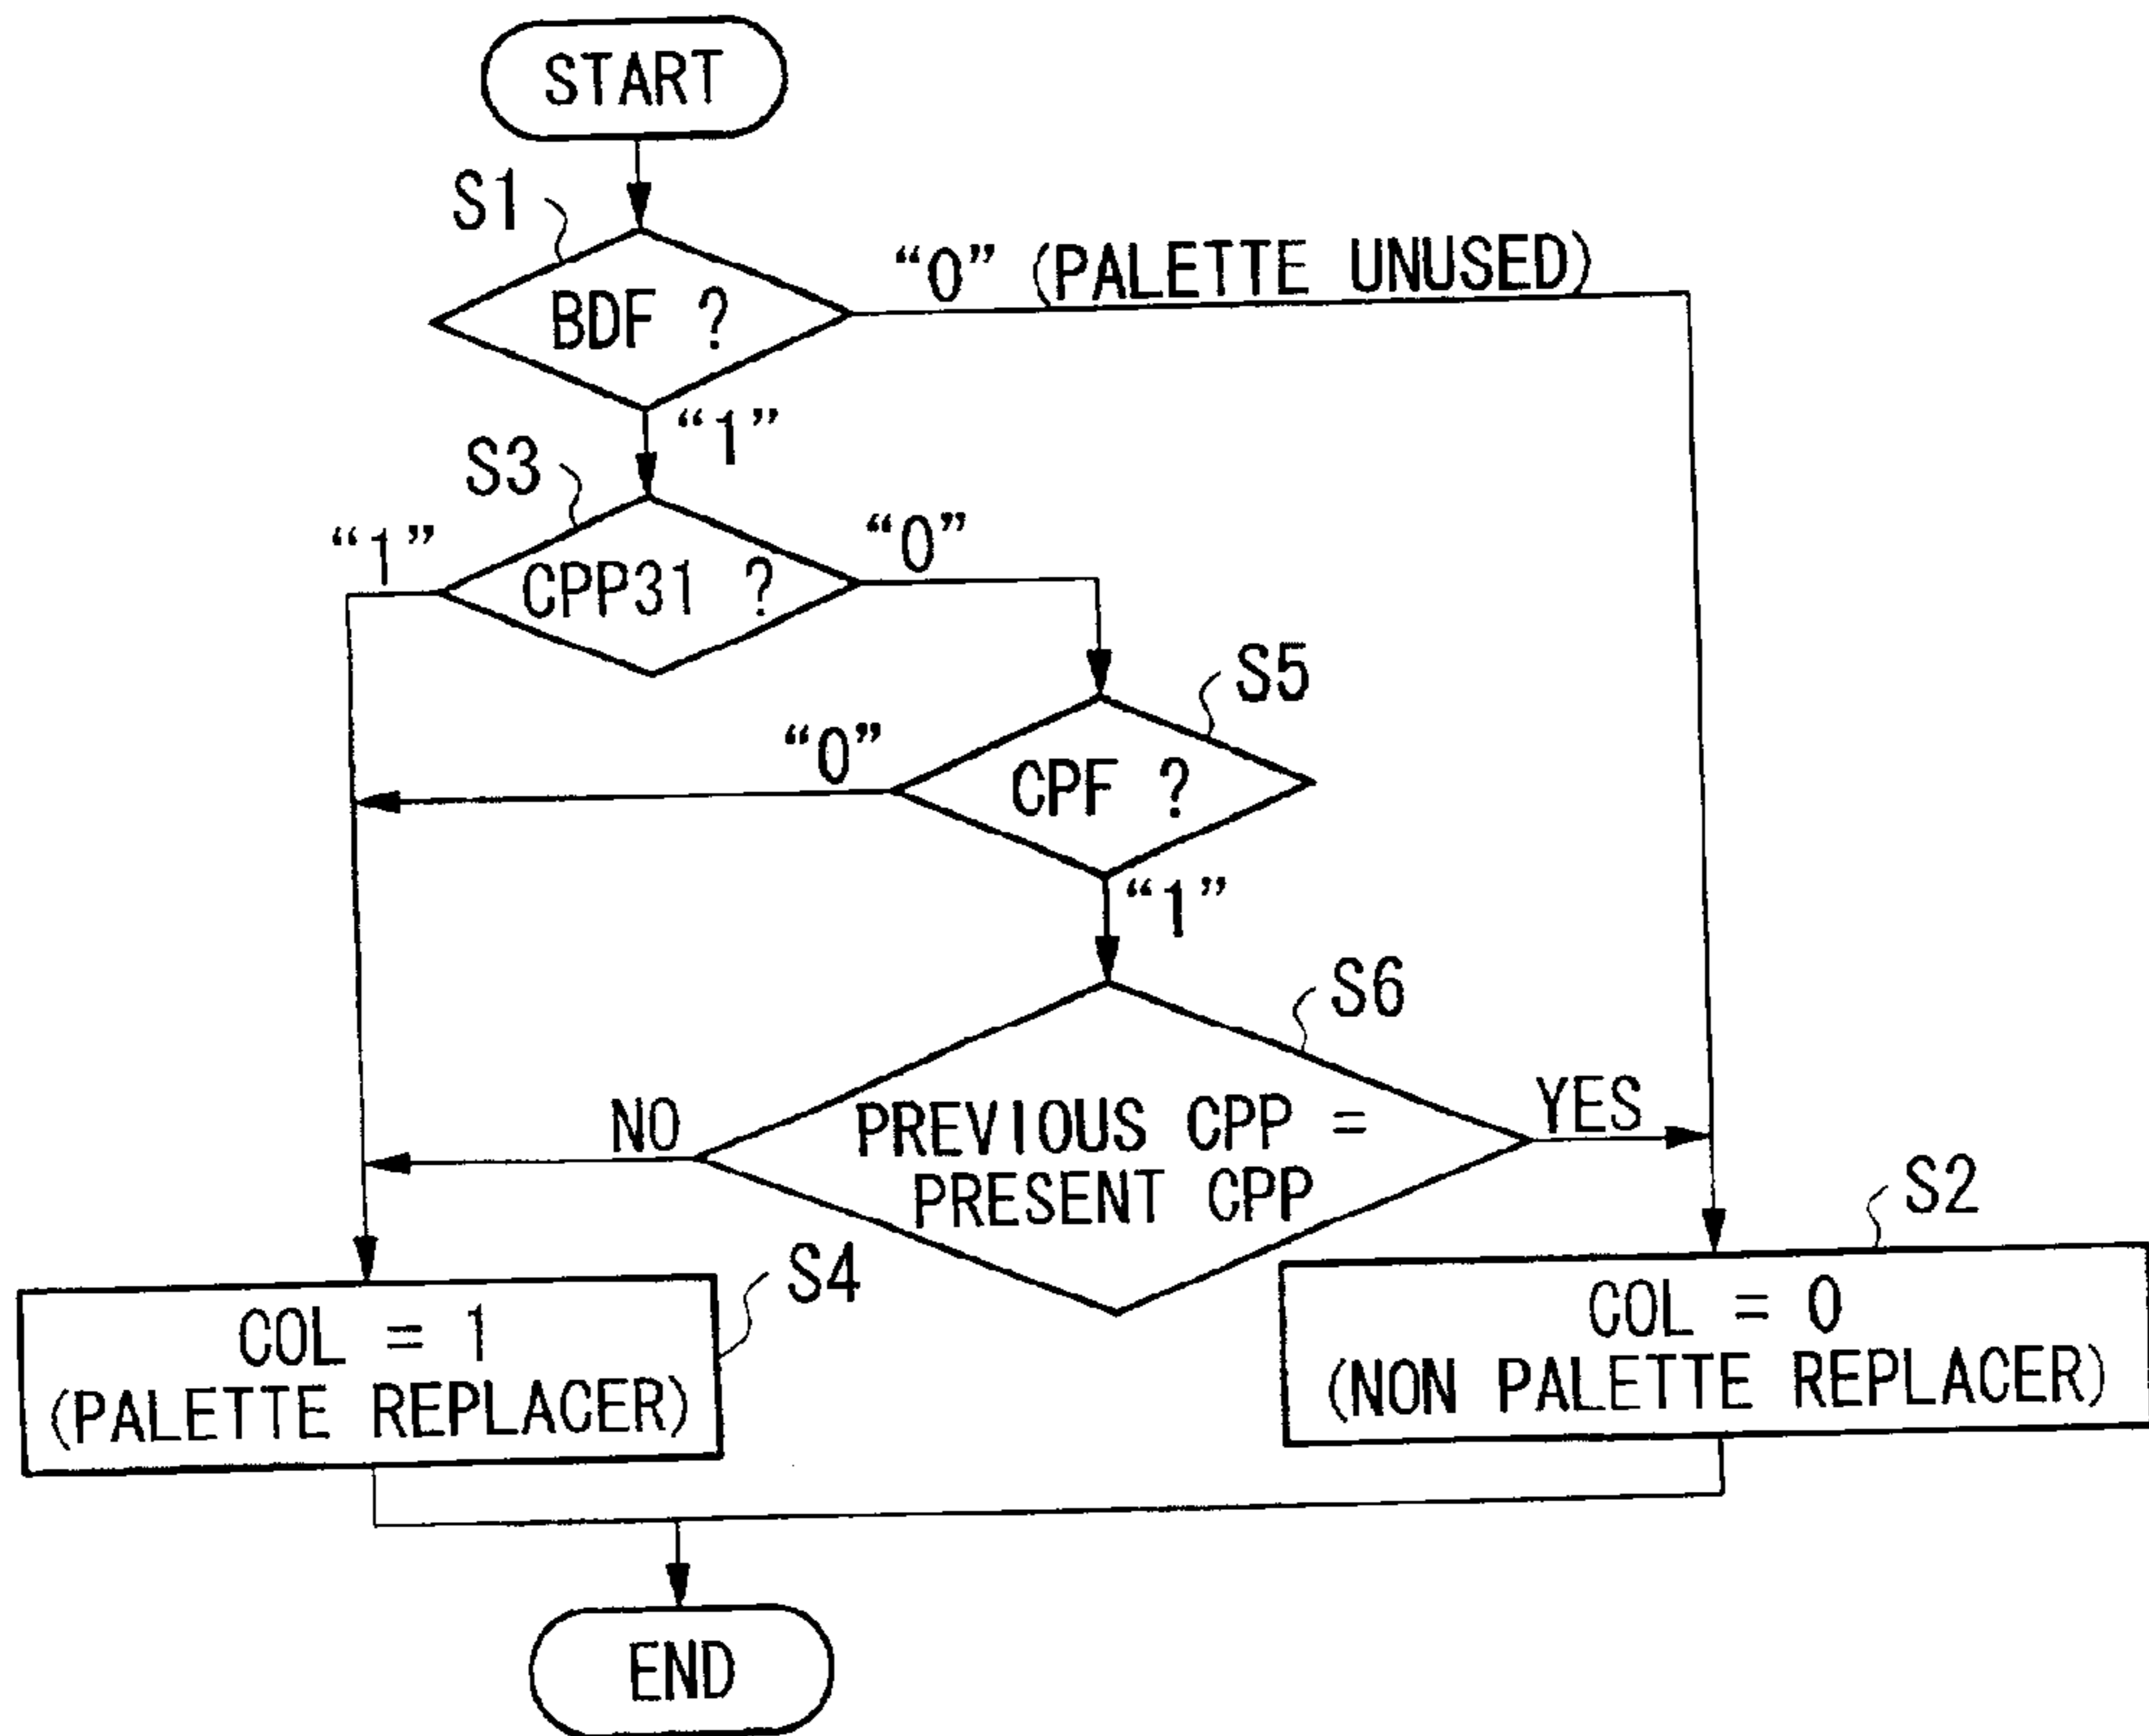 START
S1
"0" (PALETTE UNUSED)
BDF ?
"1"
S3
"1"
"0"
CPP31 ?
S5
"0"
CPF ?
"1"
S6
NO
PREVIOUS CPP =
PRESENT CPP
YES
S2
S4
COL = 1
(PALETTE REPLACER)
COL = 0
(NON PALETTE REPLACER)
END